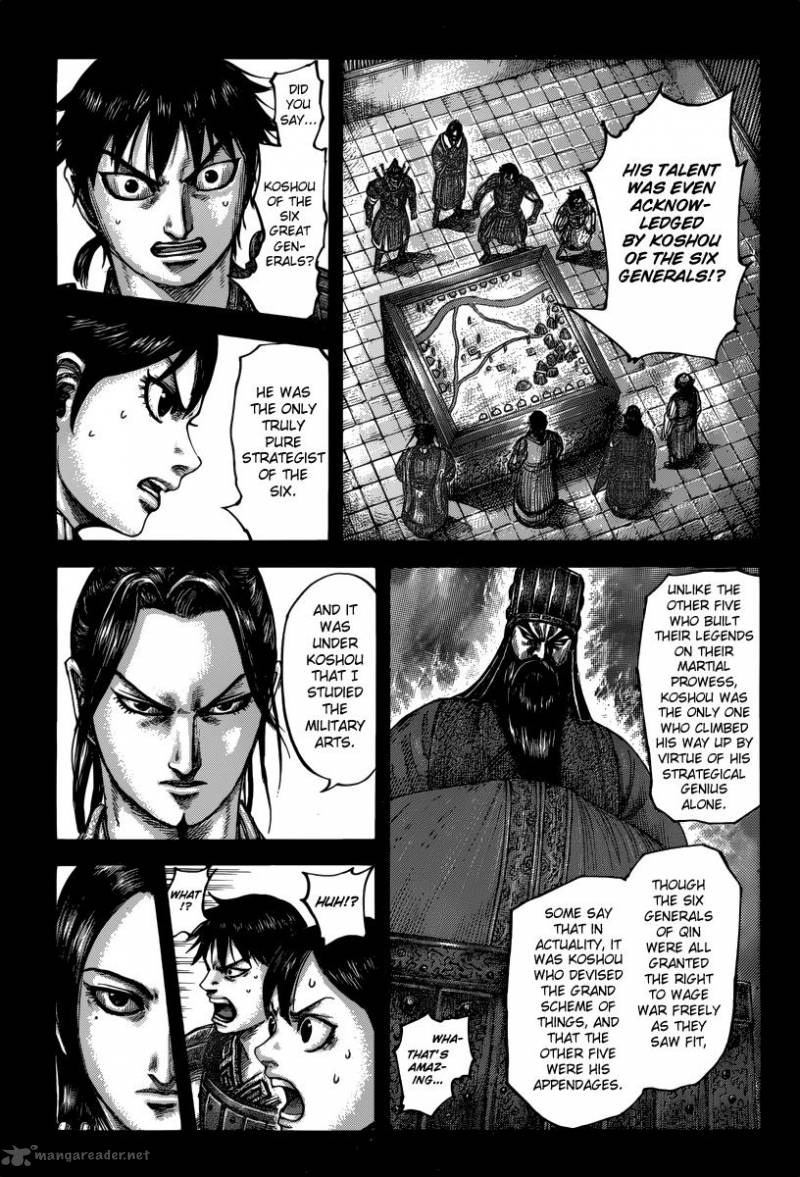 HIS TALENT
WAS EVEN
ACKNOW-
LEDGED
BY KOSHOU
OF THE SIX
GENERALS!?
DID
YOU
SAY...
KOSHOU
OF THE
SIX
GREAT
GEN-
ERALS?
HE WAS
THE ONLY
TRULY
PURE
STRATEGIST
OF THE
SIX.
UNLIKE THE
OTHER FIVE
WHO BUILT
THEIR LEGENDS
ON THEIR
MARTIAL
PROWESS,
KOSHOU WAS
THE ONLY ONE
WHO CLIMBED
HIS WAY UP BY
VIRTUE OF HIS
STRATEGICAL
GENIUS
ALONE.
THOUGH
THE SIX
GENERALS
OF QIN
WERE ALL
GRANTED
THE RIGHT
TO WAGE
WAR FREELY
AS THEY
SAW FIT,
SOME SAY
THAT IN
ACTUALITY, IT
WAS KOSHOU
WHO DEVISED
THE GRAND
SCHEME OF
THINGS, AND
THAT THE
OTHER FIVE
WERE HIS
APPENDAGES.
WHA-
THAT'S
AMAZ-
ING...
AND IT
WAS UNDER
KOSHOU
THAT I
STUDIED
THE
MILITARY
ARTS.
HUH!?
WHAT
!?
mangareader.net